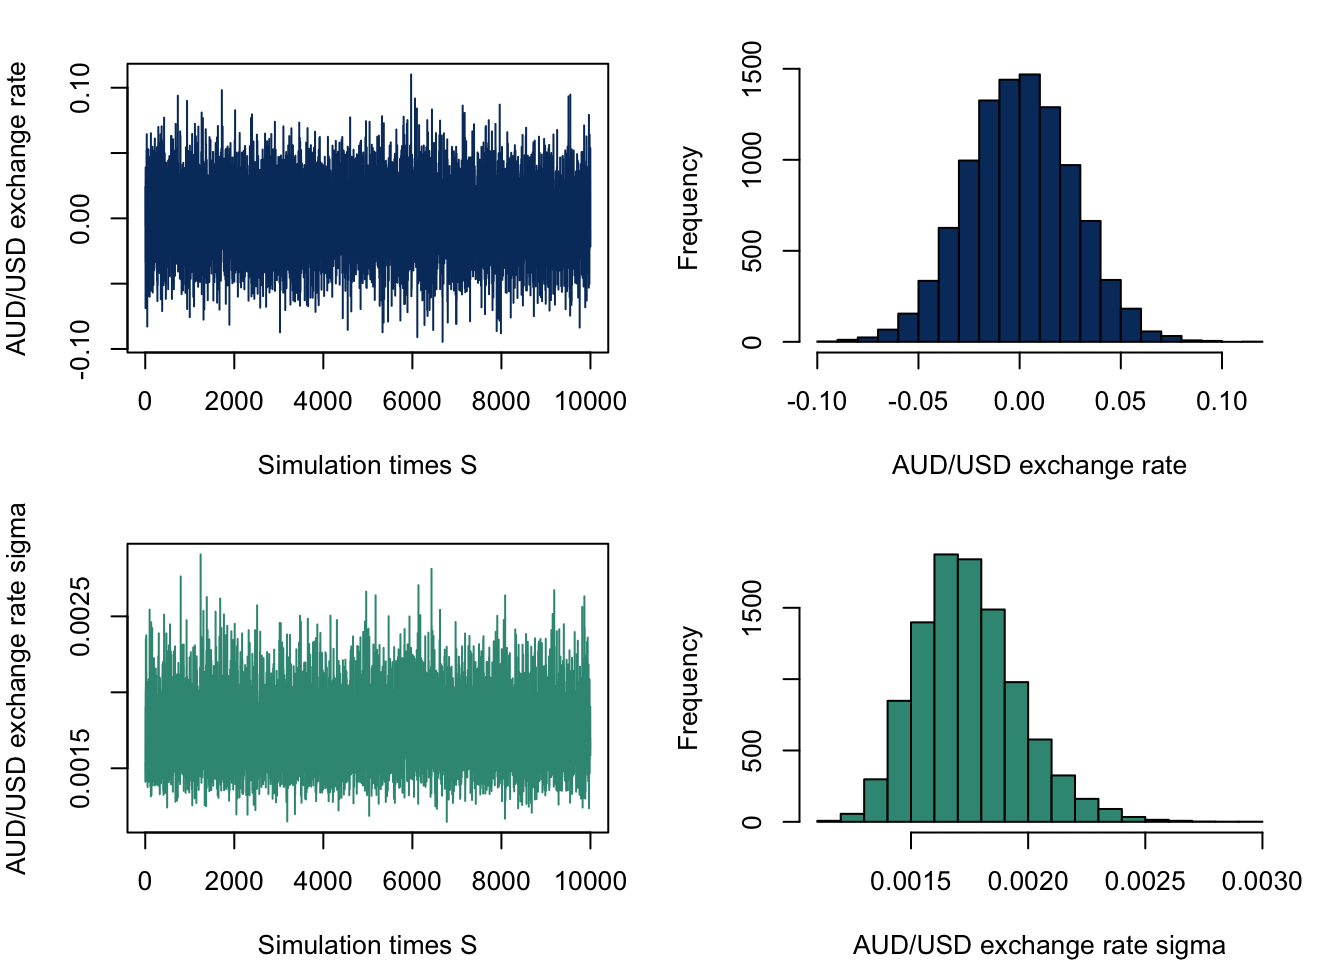 AUD/USD exchange rate
0.10
0.00
-0.10
0 2000 4000 6000 8000 10000
Simulation times S
Frequency
1500
1000
500
0
-0.10 -0.05 0.00 0.05 0.10
AUD/USD exchange rate
AUD/USD exchange rate sigma
0.0025
0.0015
0 2000 4000 6000 8000 10000
Simulation times S
Frequency
1500
500
0
0.0015 0.0020 0.0025 0.0030
AUD/USD exchange rate sigma